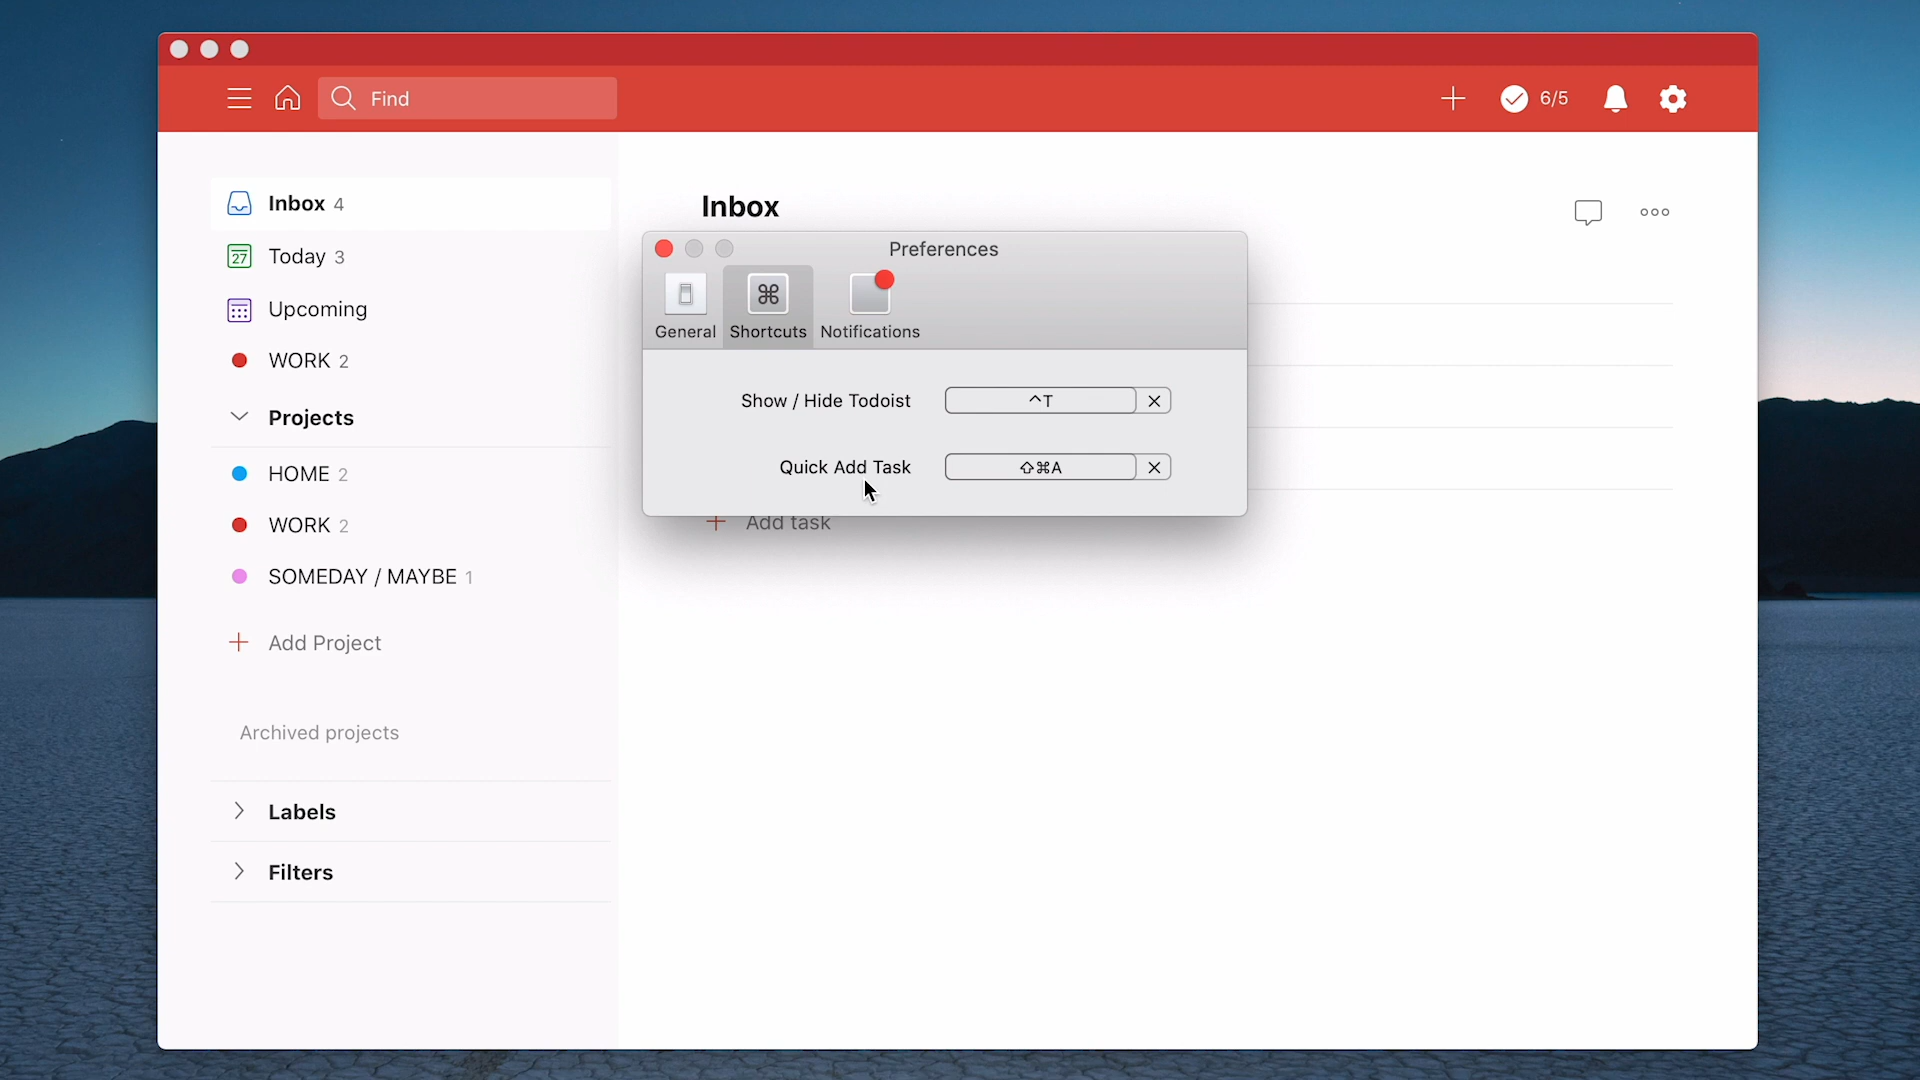 Find
6/5
Inbox 4
Today 3
27
Upcoming
WORK 2
Projects
HOME 2
WORK 2
SOMEDAY / MAYBE 1
Add Project
Archived projects
Labels
Filters
Inbox
Preferences
General
Shortcuts
Notifications
Show / Hide Todoist ^T
Quick Add Task ⇧⌘A
Add task